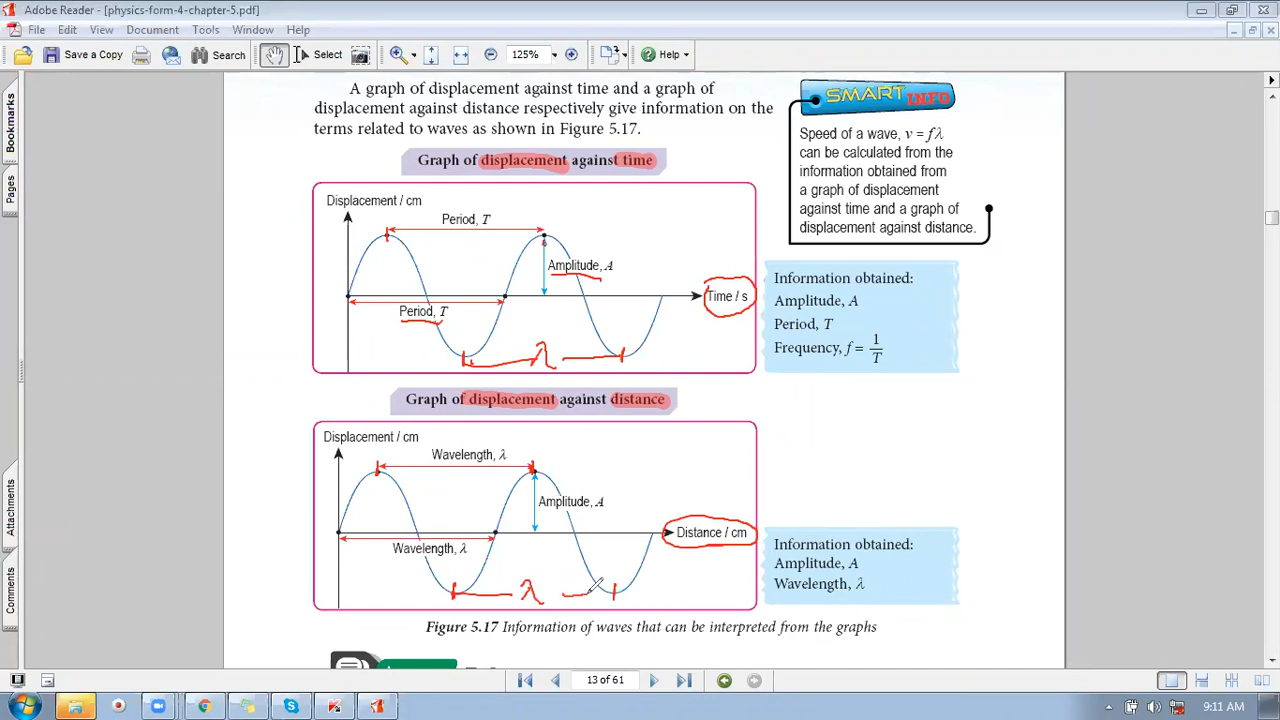 Adobe Reader - [physics-form-4-chapter-5.pdf]
File Edit View Document Tools Window Help
Save a Copy Search Select 125% Help
Bookmarks
Pages
Attachments
Comments
A graph of displacement against time and a graph of
displacement against distance respectively give information on the
terms related to waves as shown in Figure 5.17.
SMART INFO
Speed of a wave, v = fλ
can be calculated from the
information obtained from
a graph of displacement
against time and a graph of
displacement against distance.
Graph of displacement against time
Displacement / cm
Period, T
Amplitude, A
Time / s
Period, T
λ
Information obtained:
Amplitude, A
Period, T
Frequency, f = 1/T
Graph of displacement against distance
Displacement / cm
Wavelength, λ
Amplitude, A
Distance / cm
Wavelength, λ
λ
Information obtained:
Amplitude, A
Wavelength, λ
Figure 5.17 Information of waves that can be interpreted from the graphs
13 of 61
9:11 AM